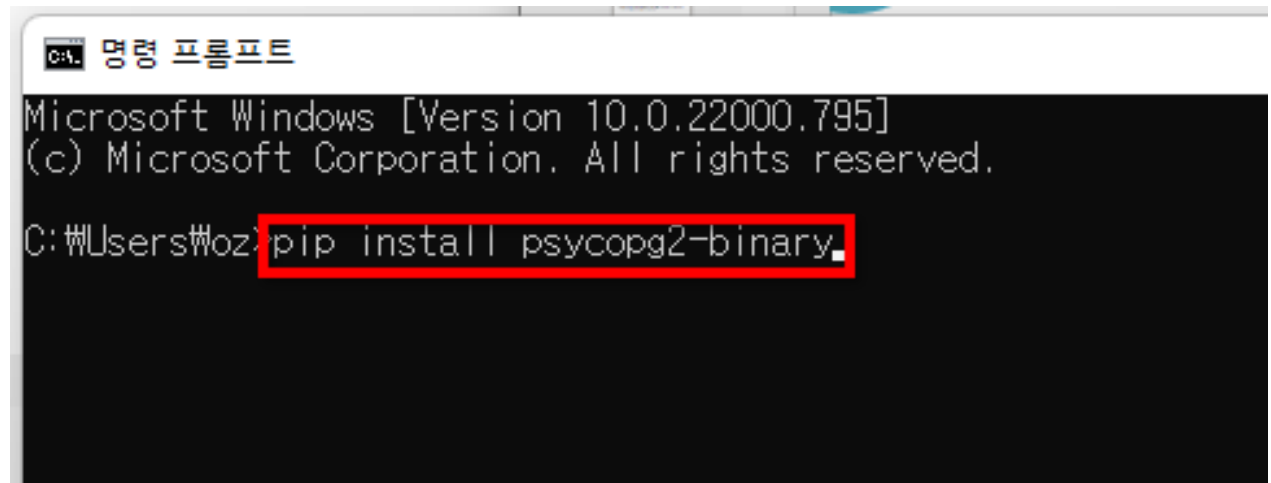 명령 프롬프트
Microsoft Windows [Version 10.0.22000.795]
(c) Microsoft Corporation. All rights reserved.
C:₩Users₩oz>pip install psycopg2-binary